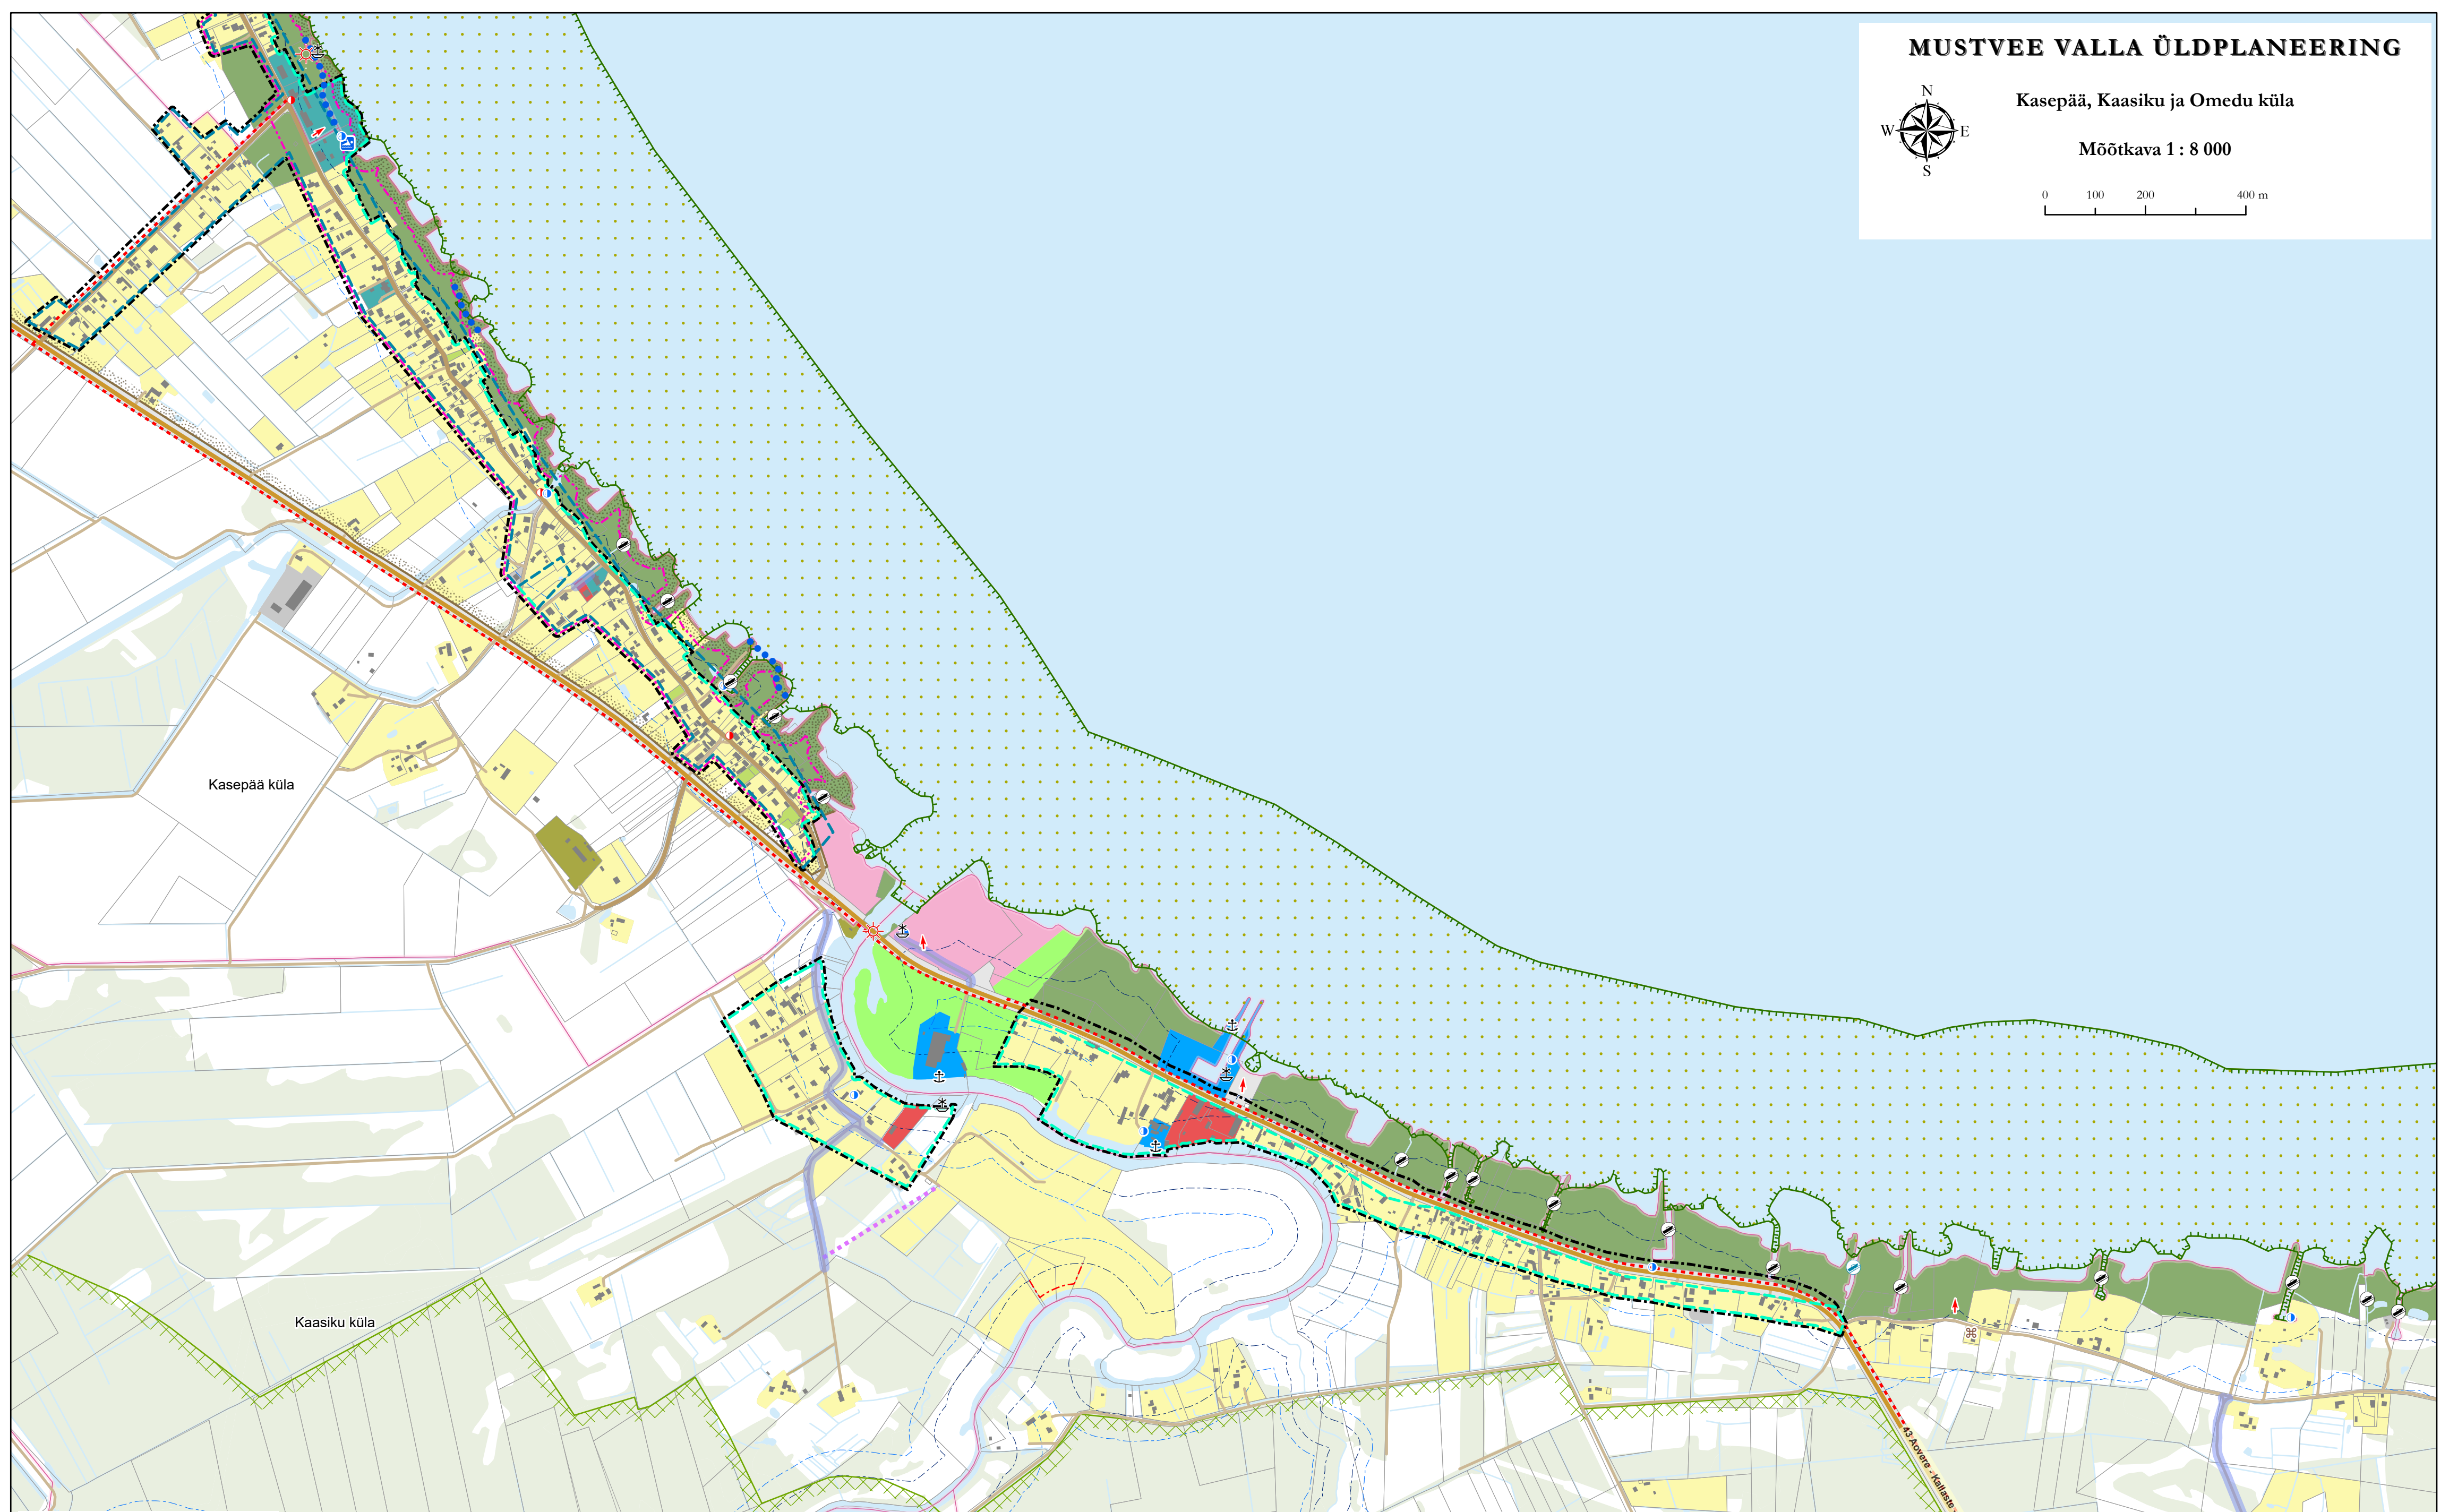 MUSTVEE VALLA ÜLDPLANEERING
N
W E
S
Kasepää, Kaasiku ja Omedu küla
Mõõtkava 1 : 8 000
0 100 200 400 m
Kasepää küla
Kaasiku küla
43 Aovere - Kallaste -